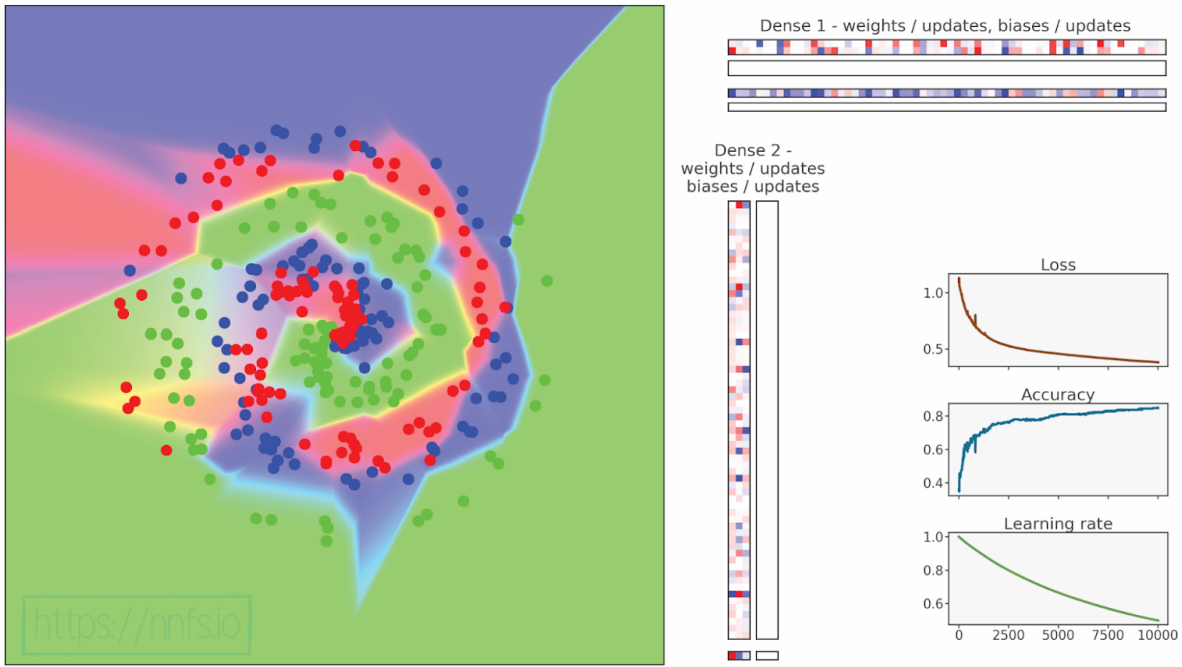 Dense 1 - weights / updates, biases / updates
Dense 2 -
weights / updates
biases / updates
Loss
1.0
0.5
Accuracy
0.8
0.6
0.4
Learning rate
1.0
0.8
0.6
0
2500
5000
7500
10000
https://nnfs.io